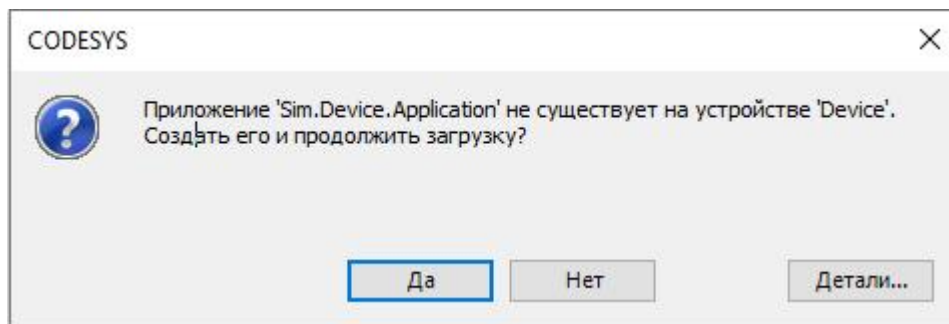 CODESYS
Приложение 'Sim.Device.Application' не существует на устройстве 'Device'.
Создать его и продолжить загрузку?
Да Нет Детали...